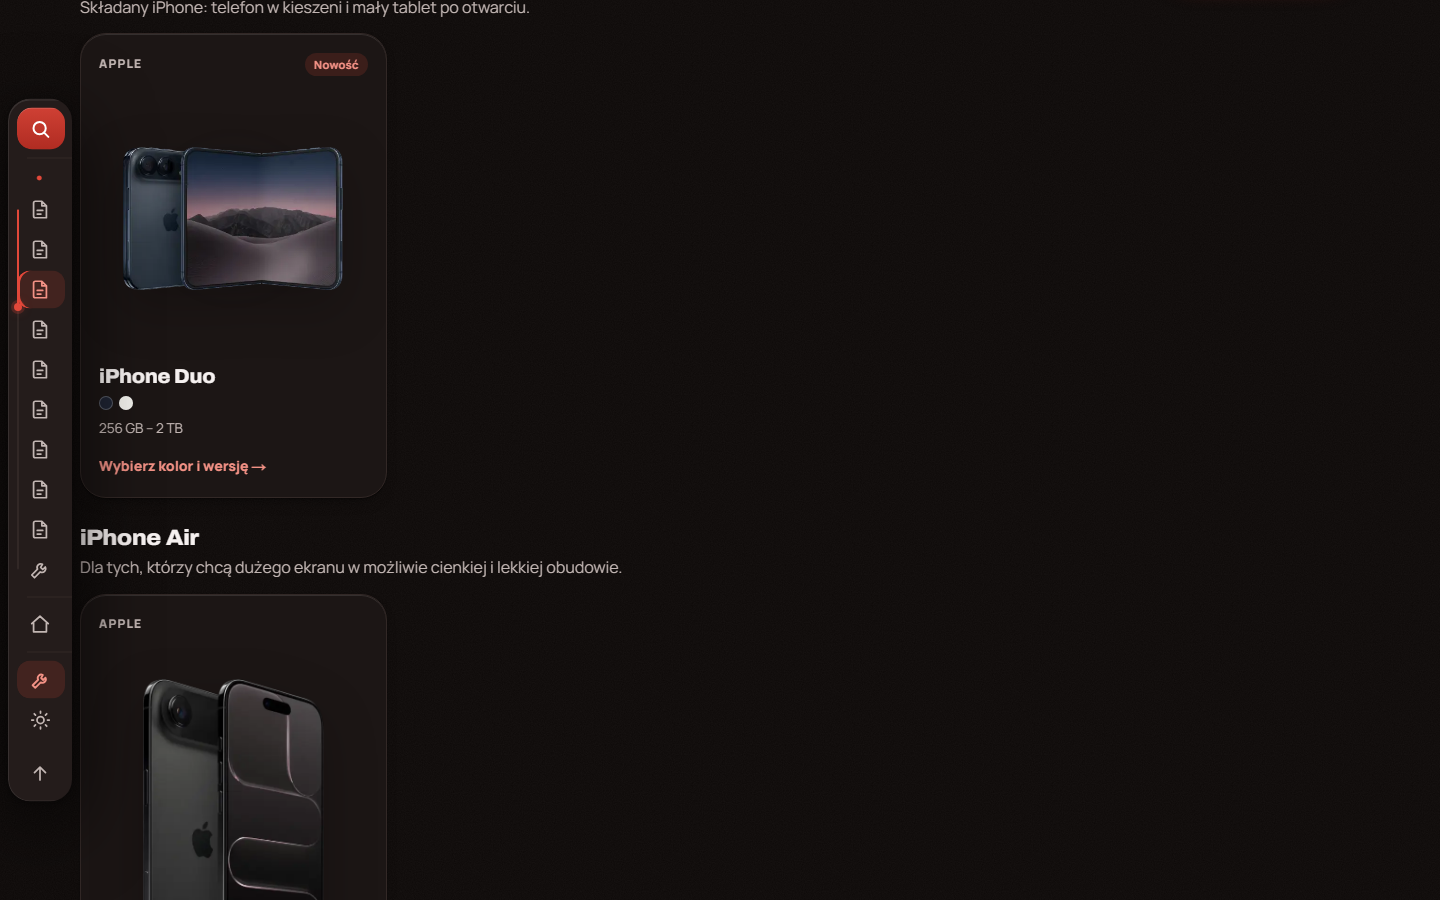 Składany iPhone: telefon w kieszeni i mały tablet po otwarciu.
APPLE
Nowość
iPhone Duo
256 GB – 2 TB
Wybierz kolor i wersję →
iPhone Air
Dla tych, którzy chcą dużego ekranu w możliwie cienkiej i lekkiej obudowie.
APPLE